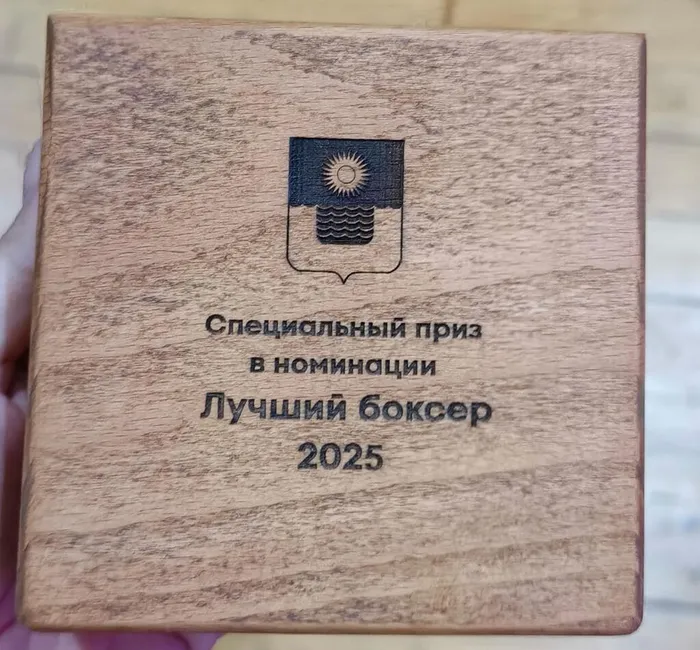 Специальный приз
в номинации
Лучший боксер
2025